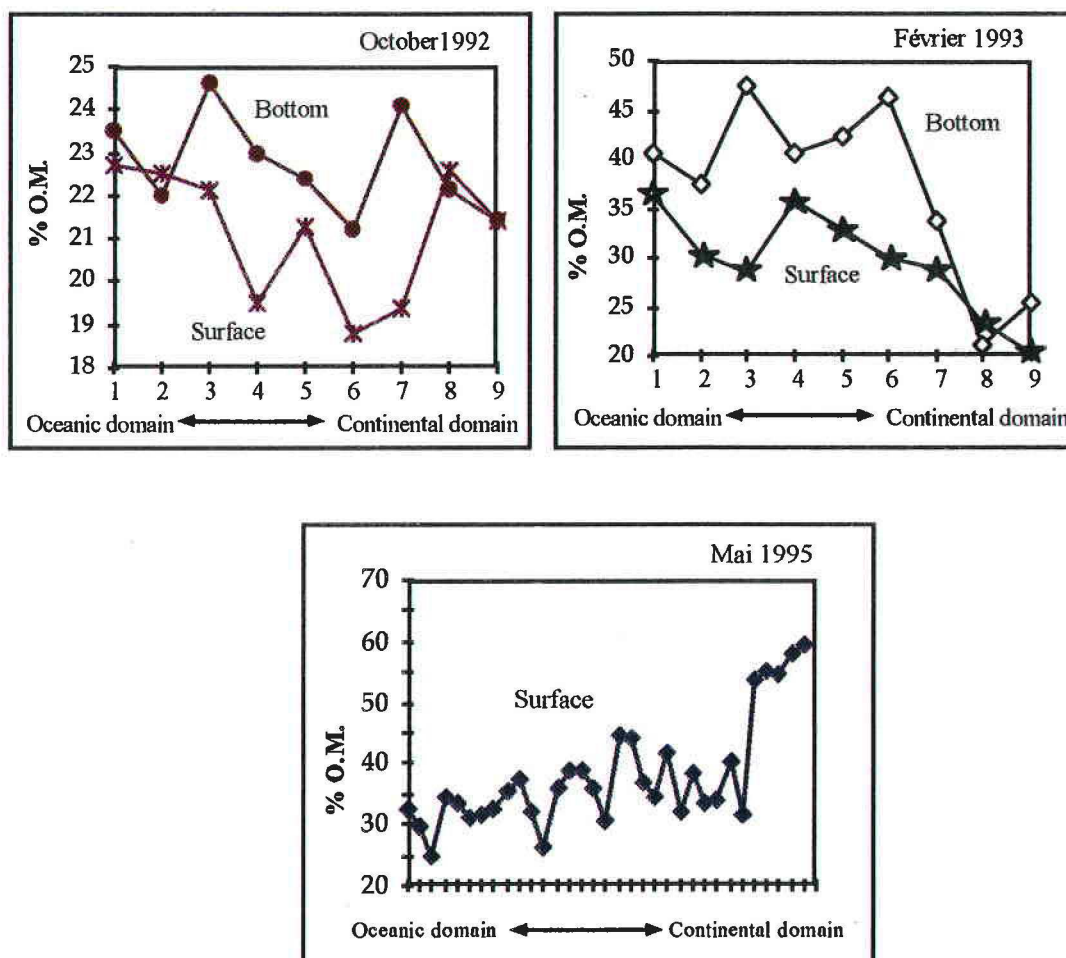 October1992
% O.M.
25
24
23
22
21
20
19
18
Bottom
Surface
1 2 3 4 5 6 7 8 9
Oceanic domain Continental domain
Février 1993
% O.M.
50
45
40
35
30
25
20
Bottom
Surface
1 2 3 4 5 6 7 8 9
Oceanic domain Continental domain
Mai 1995
% O.M.
70
60
50
40
30
20
Surface
Oceanic domain Continental domain